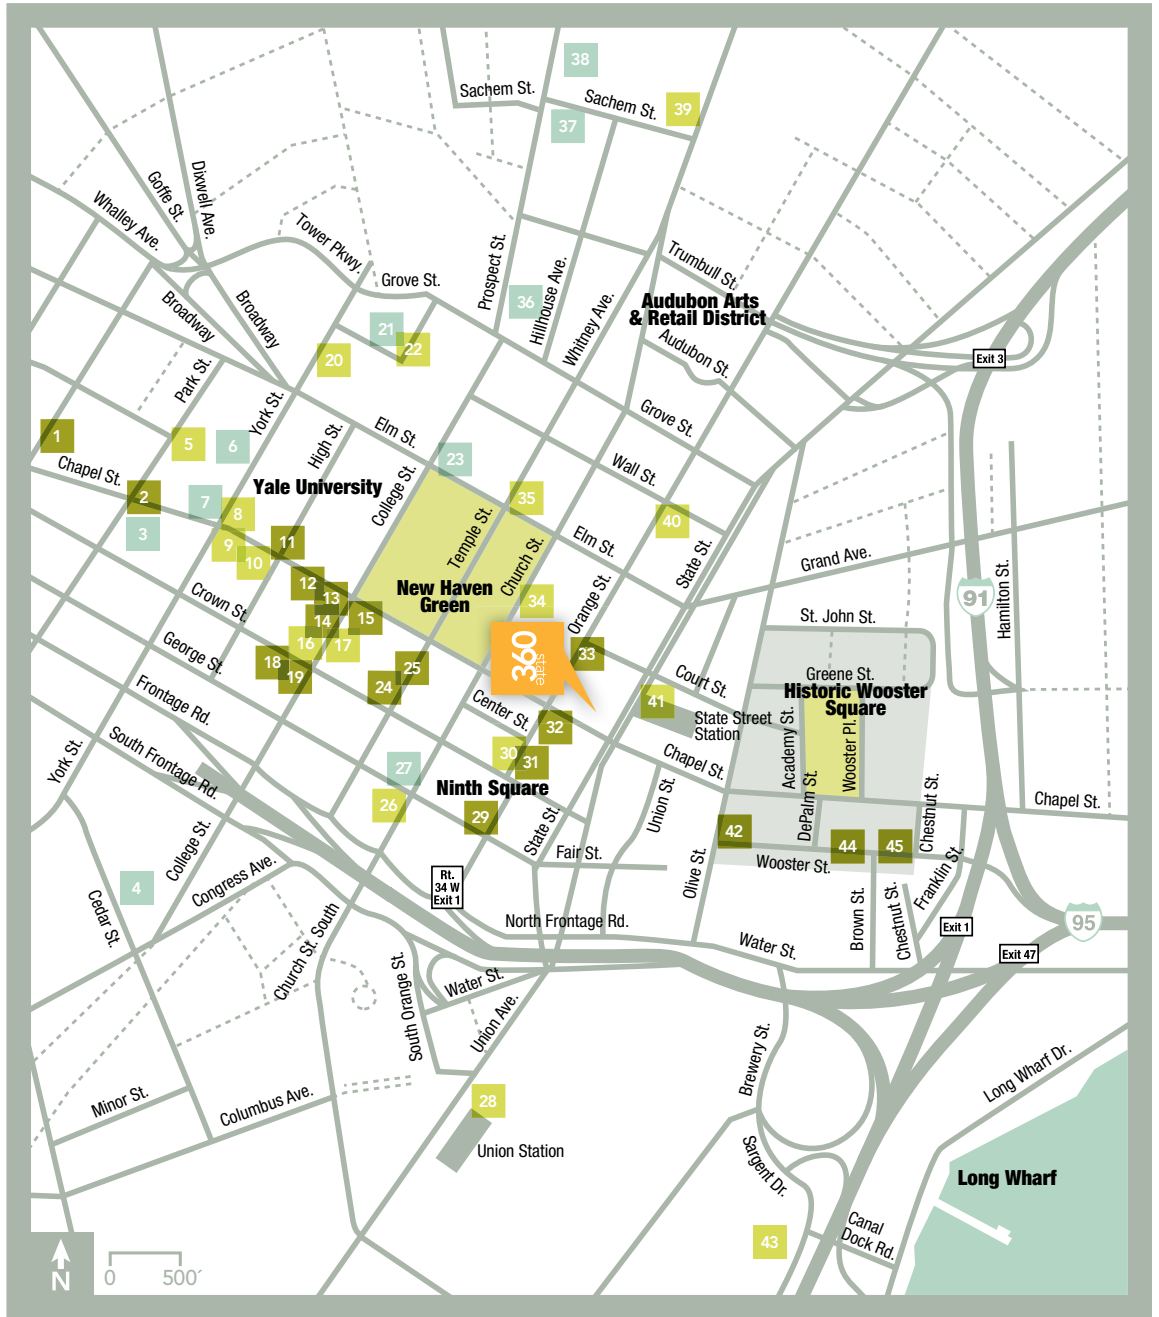 38
Sachem St.
Sachem St.
39
37
Goffe St.
Dixwell Ave.
Whalley Ave.
Tower Pkwy.
Grove St.
Prospect St.
Hillhouse Ave.
Whitney Ave.
Trumbull St.
36
Audubon Arts
& Retail District
Broadway
Broadway
21
22
20
Audubon St.
Exit 3
Park St.
York St.
Grove St.
1
5
6
High St.
Elm St.
23
Wall St.
Chapel St.
2
7
Yale University
College St.
35
40
3
8
9
10
11
Temple St.
Church St.
Elm St.
State St.
Grand Ave.
Hamilton St.
91
12
13
New Haven
Green
34
Orange St.
Crown St.
14
15
16
17
St. John St.
George St.
18
19
360
state
33
25
24
Court St.
Greene St.
Historic Wooster
Square
Frontage Rd.
Center St.
32
41
State Street
Station
Academy St.
Wooster Pl.
South Frontage Rd.
York St.
27
30
31
Chapel St.
Ninth Square
26
29
State St.
Union St.
DePalm St.
Chestnut St.
Chapel St.
42
44
45
Fair St.
Wooster St.
College St.
Congress Ave.
4
Rt.
34 W
Exit 1
Olive St.
Franklin St.
Cedar St.
Church St. South
North Frontage Rd.
Water St.
Brown St.
Chestnut St.
Exit 1
95
Exit 47
South Orange St.
Water St.
Union Ave.
Brewery St.
Long Wharf Dr.
Minor St.
Columbus Ave.
28
Union Station
Sargent Dr.
Long Wharf
43
Canal
Dock Rd.
N
0
500´